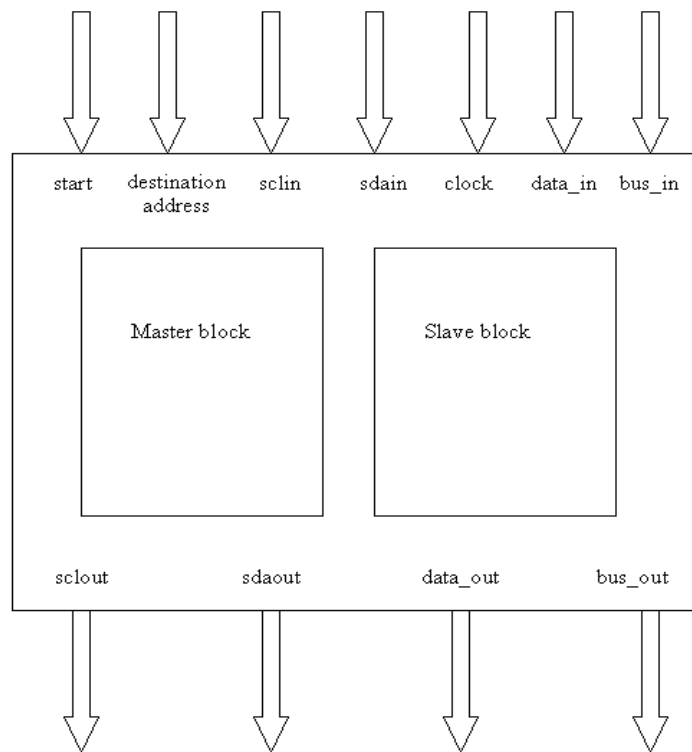 start destination sclin sdain clock data_in bus_in
address
Master block Slave block
sclout sdaout data_out bus_out